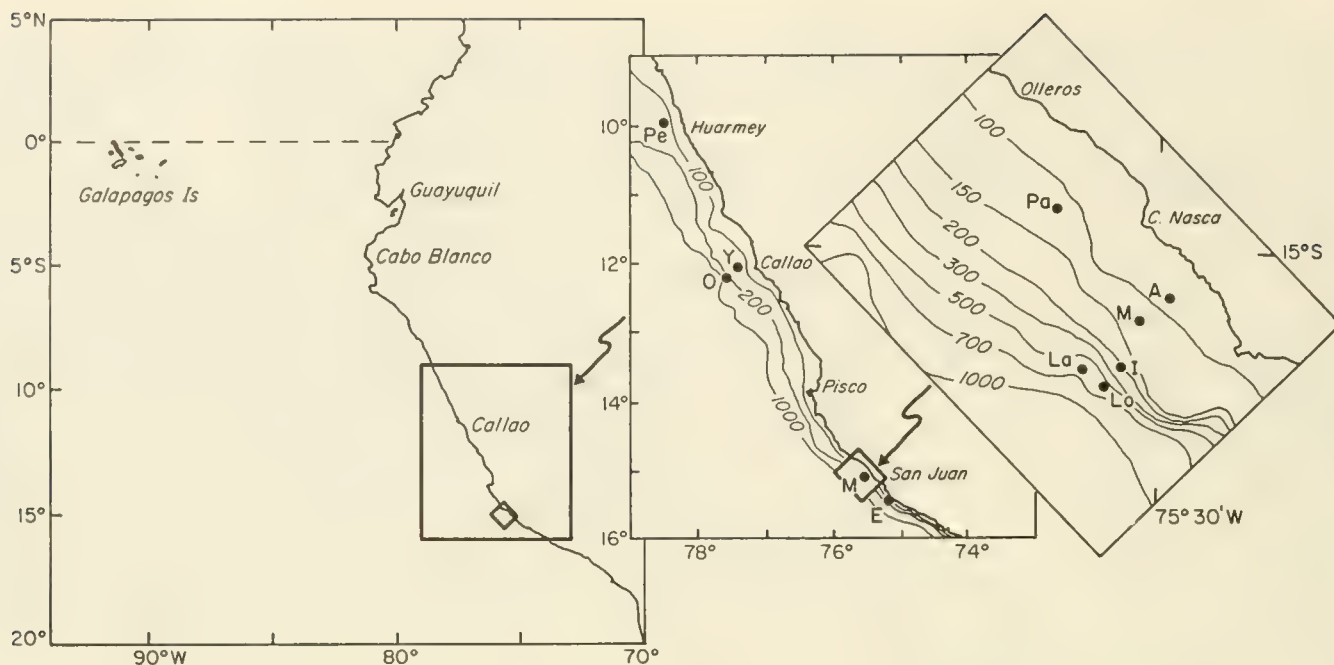 5°N
0°
5°S
10°
15°
20°
90°W
80°
70°
Galapagos Is
Guayuquil
Cabo Blanco
Callao
10°
12°
14°
16°
78°
76°
74°
Pe
Huarmey
100
Y
Callao
O
200
Pisco
1000
San Juan
M
E
Olleros
100
150
Pa
C. Nasca
200
15°S
300
A
500
M
700
La
I
1000
Lo
75°30'W